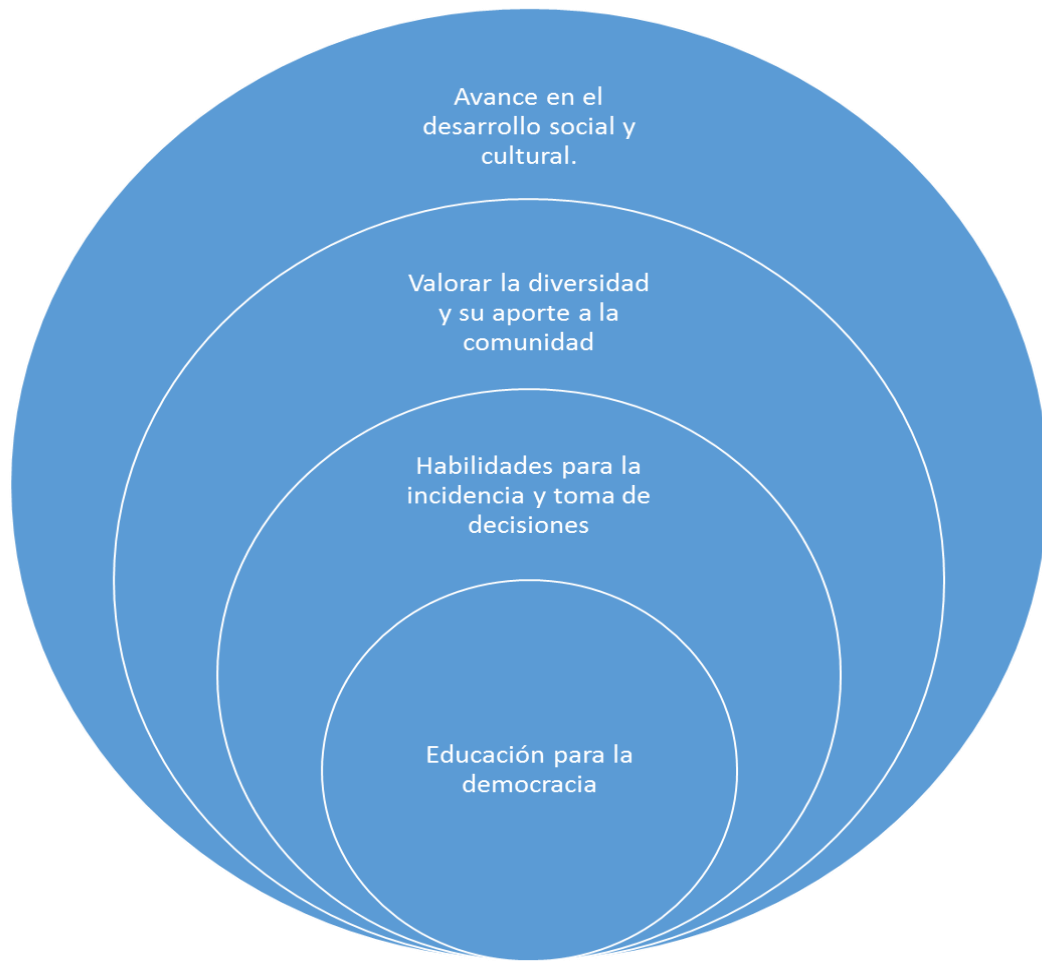 Avance en el
desarrollo social y
cultural.
Valorar la diversidad
y su aporte a la
comunidad
Habilidades para la
incidencia y toma de
decisiones
Educación para la
democracia